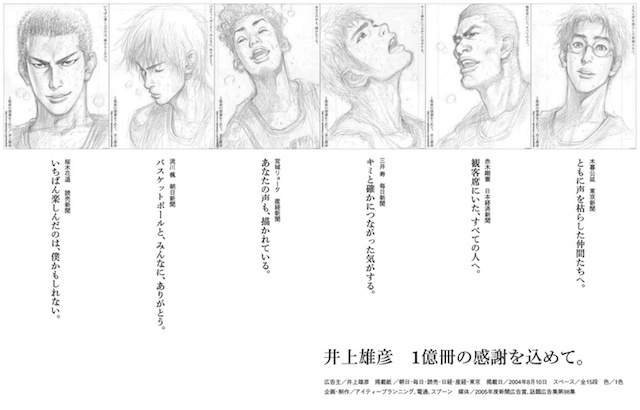 木暮公延　東京新聞
ともに声を枯らした仲間たちへ。
赤木剛憲　日本経済新聞
観客席にいた、すべての人へ。
三井 寿　毎日新聞
キミと確かにつながった気がする。
宮城リョータ　産経新聞
あなたの声も、描かれている。
流川 楓　朝日新聞
バスケットボールと、みんなに、ありがとう。
桜木花道　読売新聞
いちばん楽しんだのは、僕かもしれない。
井上雄彦　1億冊の感謝を込めて。
広告主／井上雄彦　掲載紙／朝日・毎日・読売・日経・産経・東京　掲載日／2004年8月10日　スペース／全15段　色／1色
企画・制作／アイティープランニング, 電通, スプーン　媒体／2005年度新聞広告賞, 話題広告集第98集